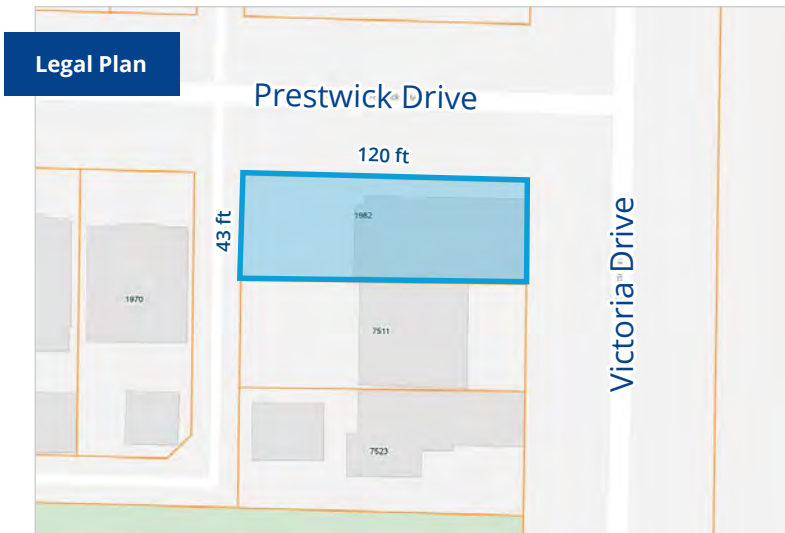 Legal Plan
Prestwick Drive
120 ft
43 ft
1982
Victoria Drive
1970
7511
7523